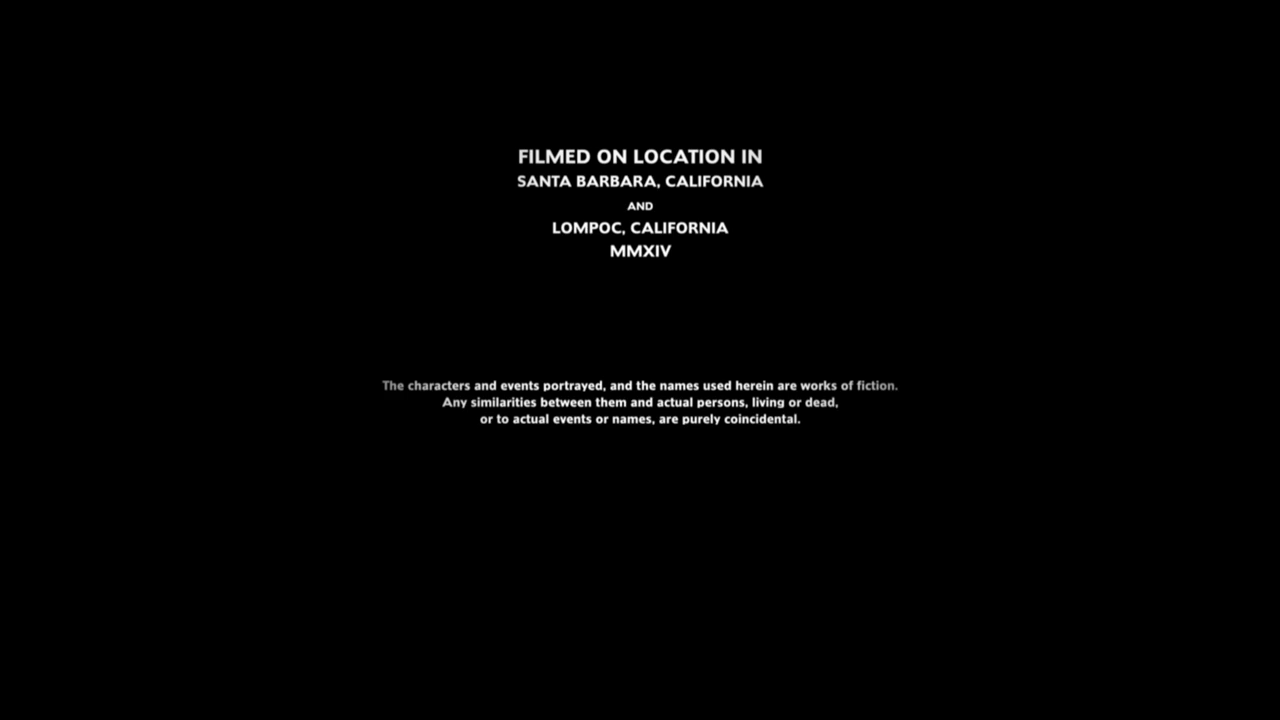 FILMED ON LOCATION IN
SANTA BARBARA, CALIFORNIA
AND
LOMPOC, CALIFORNIA
MMXIV
The characters and events portrayed, and the names used herein are works of fiction.
Any similarities between them and actual persons, living or dead,
or to actual events or names, are purely coincidental.